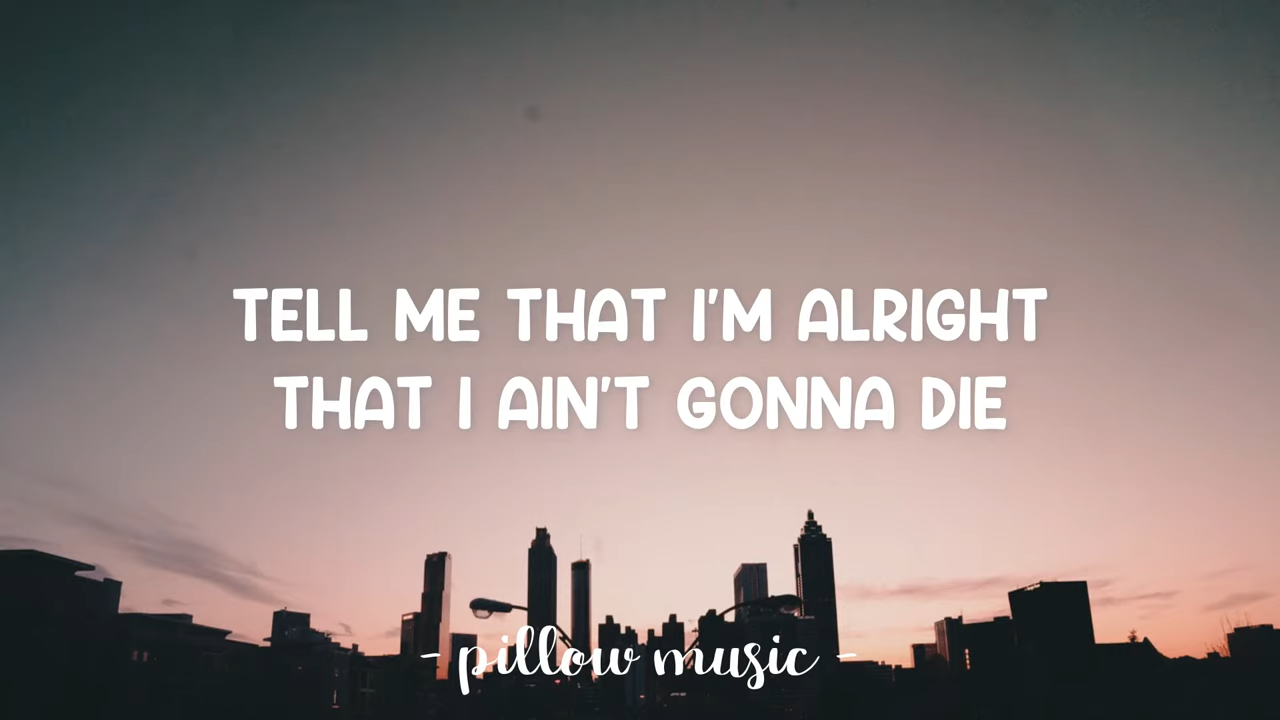 TELL ME THAT I'M ALRIGHT
THAT I AIN'T GONNA DIE
- pillow music -